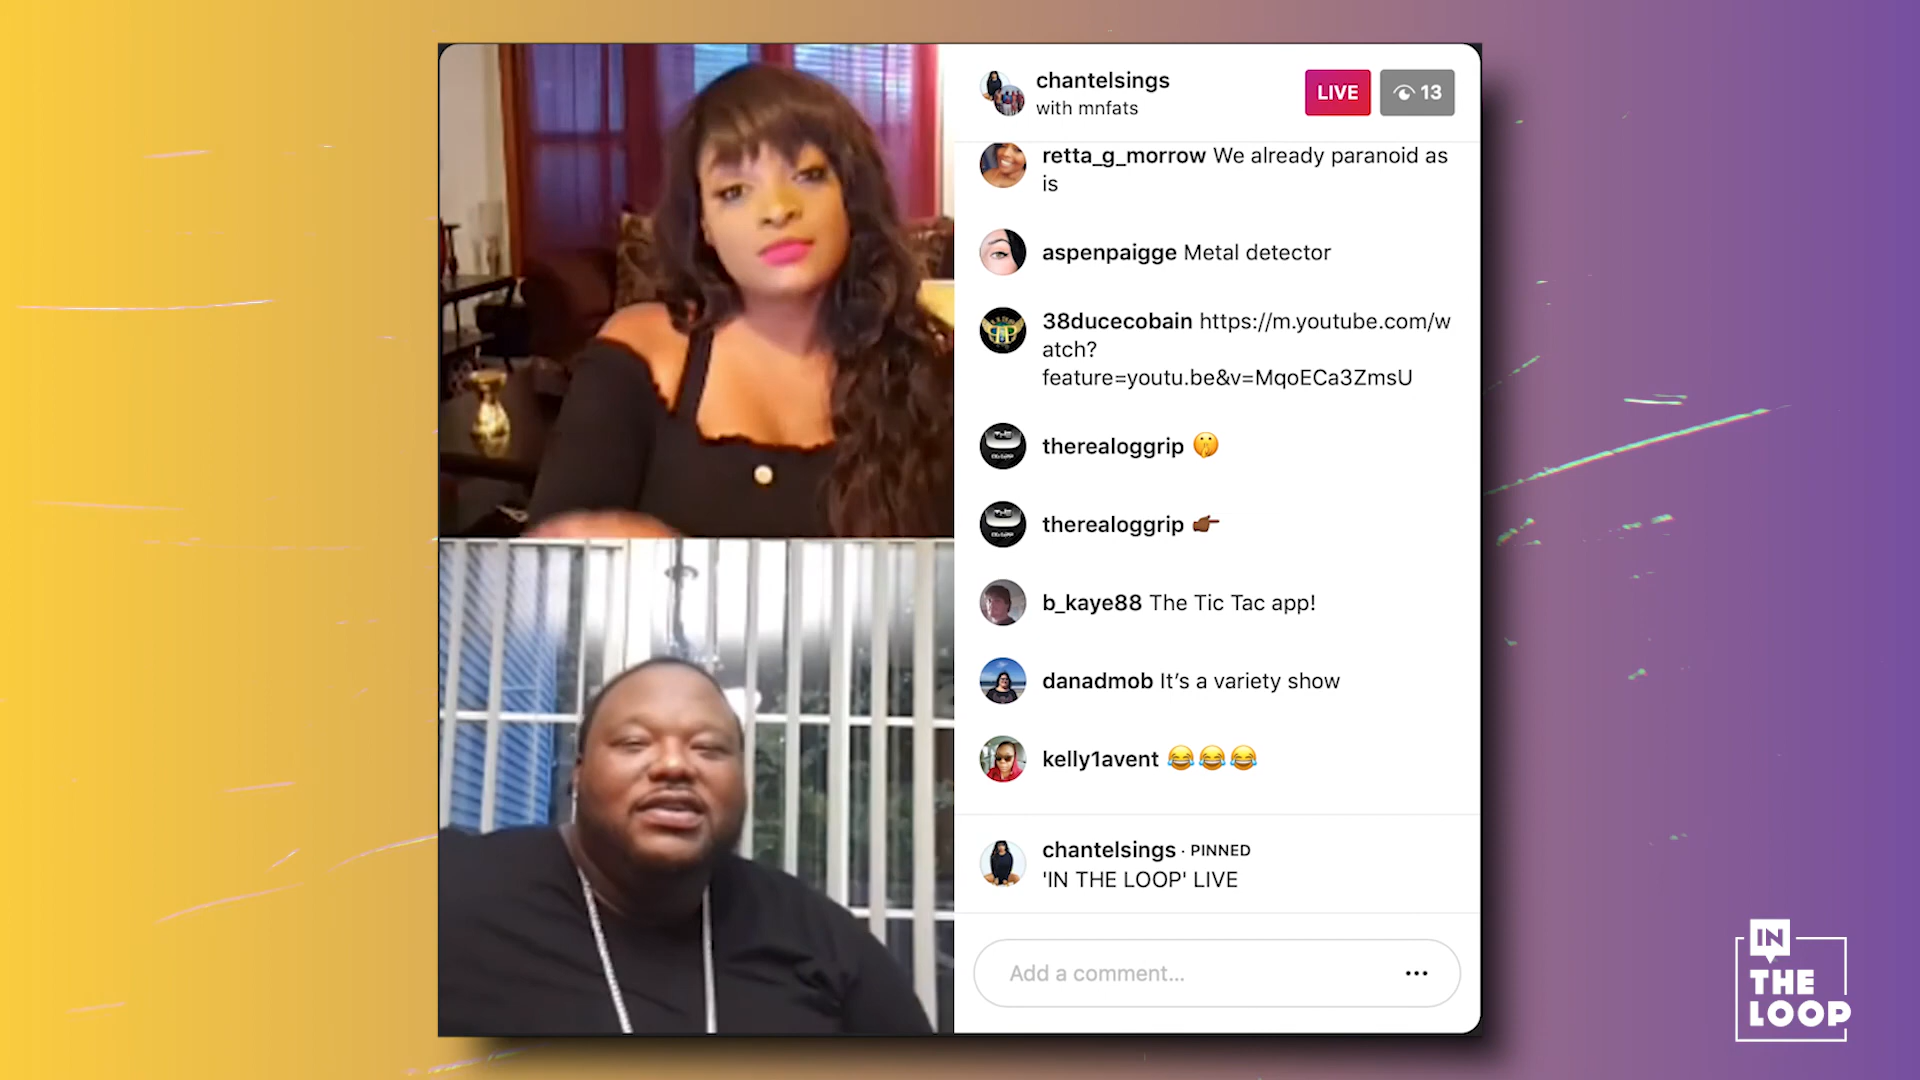 chantelsings
with mnfats
LIVE
13
retta_g_morrow We already paranoid as
is
aspenpaigge Metal detector
38ducecobain https://m.youtube.com/w
atch?
feature=youtu.be&v=MqoECa3ZmsU
therealoggrip 🤫
therealoggrip 👉🏿
b_kaye88 The Tic Tac app!
danadmob It’s a variety show
kelly1avent 😂😂😂
chantelsings · PINNED
'IN THE LOOP' LIVE
Add a comment...
IN
THE
LOOP